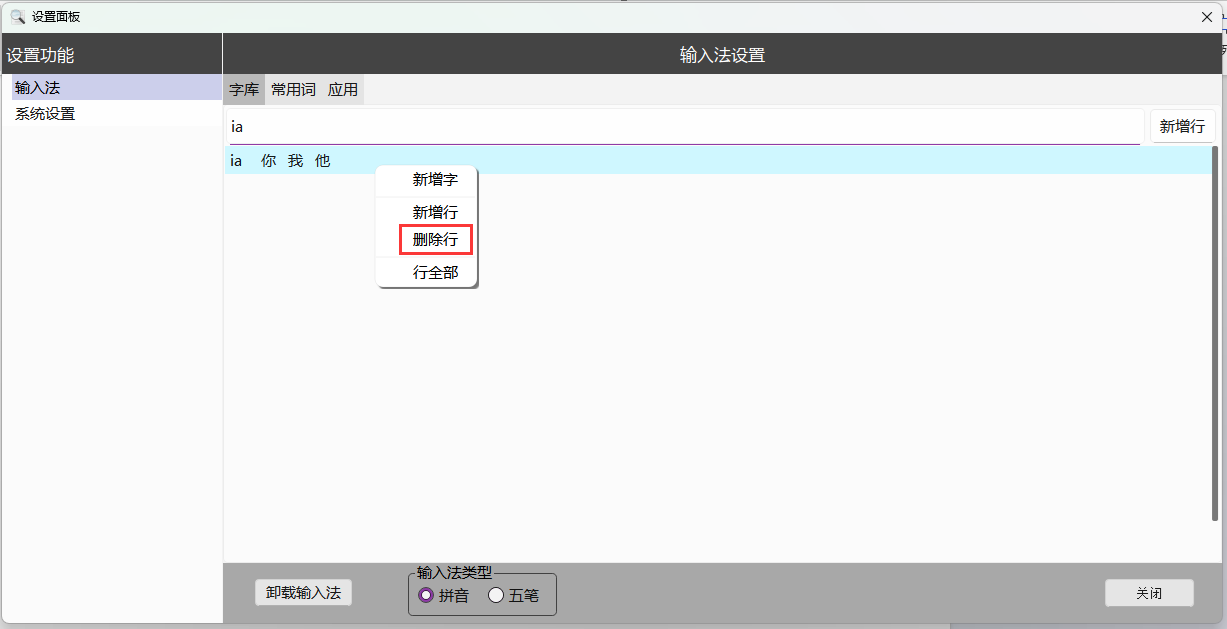 设置面板
设置功能
输入法设置
输入法
系统设置
字库 常用词 应用
ia
新增行
ia 你 我 他
新增字
新增行
删除行
行全部
卸载输入法
输入法类型
拼音 五笔
关闭